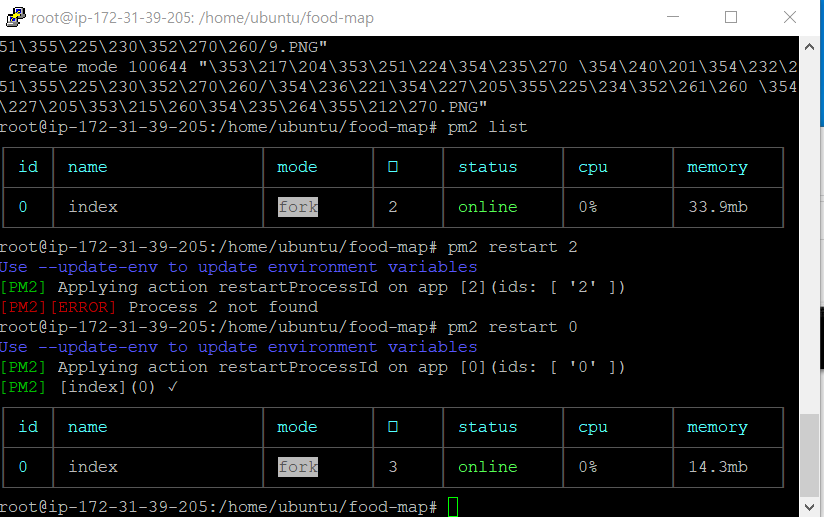 root@ip-172-31-39-205: /home/ubuntu/food-map
51\355\225\230\352\270\260/9.PNG"
create mode 100644 "\353\217\204\353\251\224\354\235\270 \354\240\201\354\232\2
51\355\225\230\352\270\260/\354\236\221\354\227\205\355\225\234\352\261\260 \354
\227\205\353\215\260\354\235\264\355\212\270.PNG"
root@ip-172-31-39-205:/home/ubuntu/food-map# pm2 list
id name mode status cpu memory
0 index fork 2 online 0% 33.9mb
root@ip-172-31-39-205:/home/ubuntu/food-map# pm2 restart 2
Use --update-env to update environment variables
[PM2] Applying action restartProcessId on app [2](ids: [ '2' ])
[PM2][ERROR] Process 2 not found
root@ip-172-31-39-205:/home/ubuntu/food-map# pm2 restart 0
Use --update-env to update environment variables
[PM2] Applying action restartProcessId on app [0](ids: [ '0' ])
[PM2] [index](0) ✓
id name mode status cpu memory
0 index fork 3 online 0% 14.3mb
root@ip-172-31-39-205:/home/ubuntu/food-map#